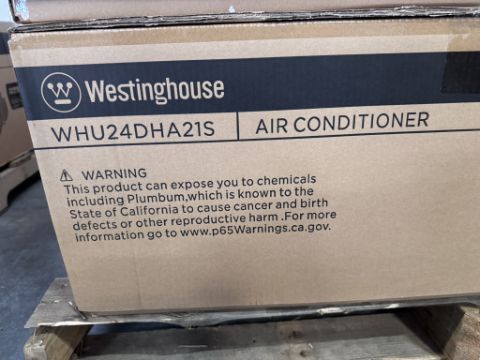 Westinghouse
WHU24DHA21S AIR CONDITIONER
WARNING
This product can expose you to chemicals
including Plumbum,which is known to the
State of California to cause cancer and birth
defects or other reproductive harm .For more
information go to www.p65Warnings.ca.gov.